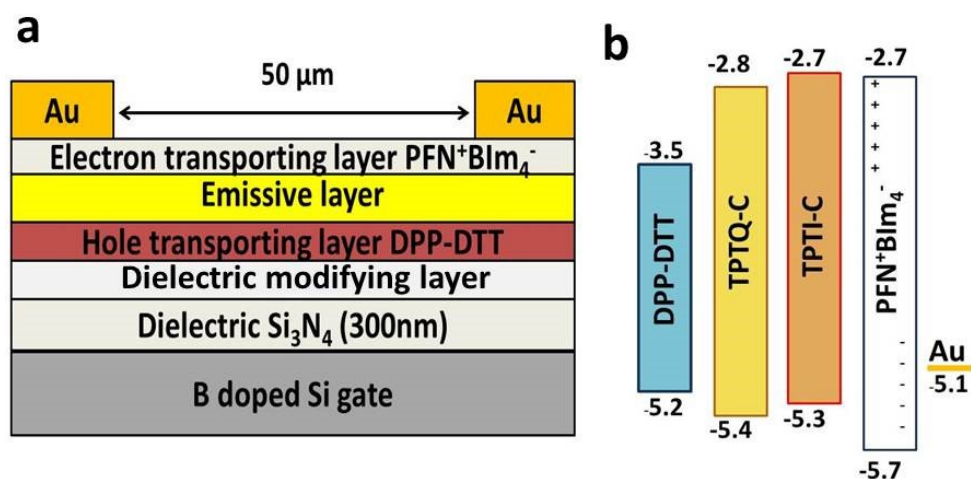 a
50 µm
Au
Au
Electron transporting layer PFN⁺BIm₄⁻
Emissive layer
Hole transporting layer DPP-DTT
Dielectric modifying layer
Dielectric Si₃N₄ (300nm)
B doped Si gate
b
-3.5
DPP-DTT
-5.2
-2.8
TPTQ-C
-5.4
-2.7
TPTI-C
-5.3
-2.7
+
+
+
+
+
PFN⁺BIm₄⁻
-
-
-
-
-
-5.7
Au
-5.1